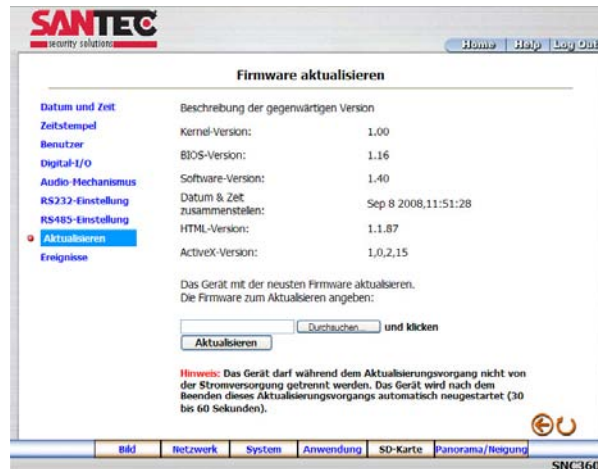 SANTEC
security solutions
Home | Help | Log Out
Firmware aktualisieren
Datum und Zeit
Zeitstempel
Benutzer
Digital-I/O
Audio-Mechanismus
RS232-Einstellung
RS485-Einstellung
Aktualisieren
Ereignisse
Beschreibung der gegenwärtigen Version
Kernel-Version: 1.00
BIOS-Version: 1.16
Software-Version: 1.40
Datum & Zeit
zusammenstellen: Sep 8 2008,11:51:28
HTML-Version: 1.1.87
ActiveX-Version: 1,0,2,15
Das Gerät mit der neusten Firmware aktualisieren.
Die Firmware zum Aktualisieren angeben:
Durchsuchen... und klicken
Aktualisieren
Hinweis: Das Gerät darf während dem Aktualisierungsvorgang nicht von
der Stromversorgung getrennt werden. Das Gerät wird nach dem
Beenden dieses Aktualisierungsvorgangs automatisch neugestartet (30
bis 60 Sekunden).
Bild Netzwerk System Anwendung SD-Karte Panorama/Neigung
SNC360